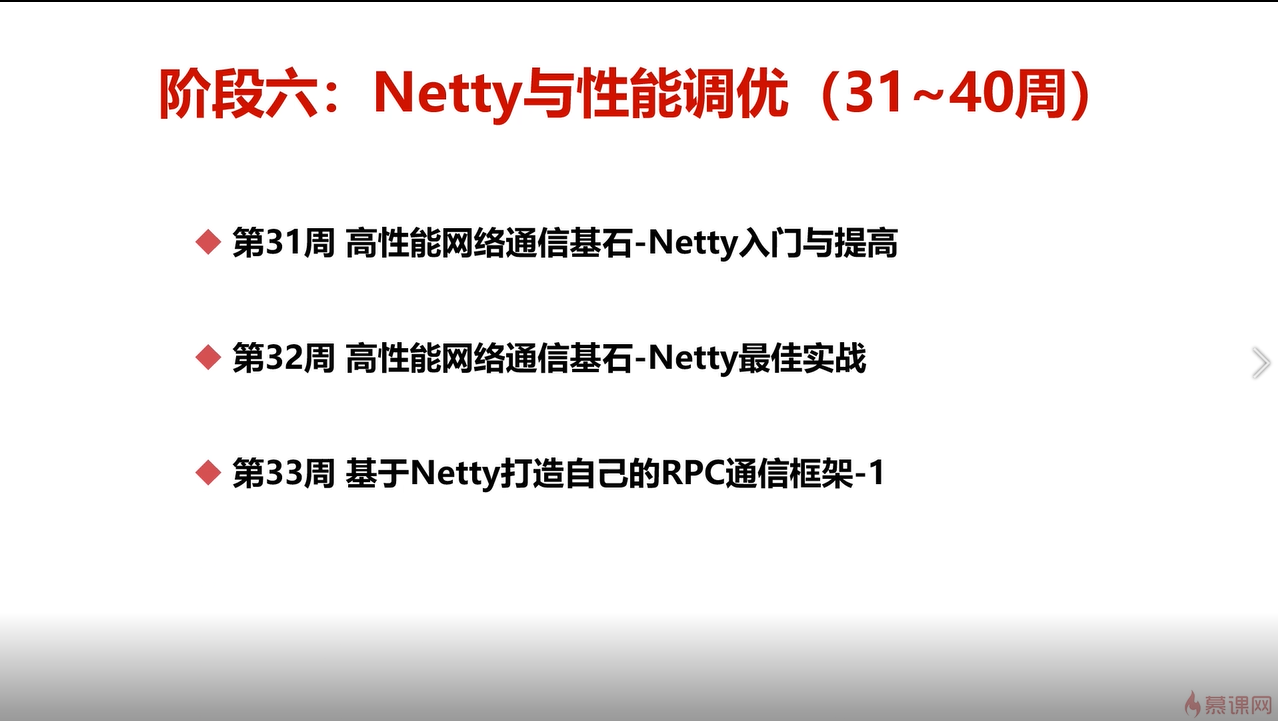 阶段六：Netty与性能调优（31~40周）
第31周 高性能网络通信基石-Netty入门与提高
第32周 高性能网络通信基石-Netty最佳实战
第33周 基于Netty打造自己的RPC通信框架-1
慕课网